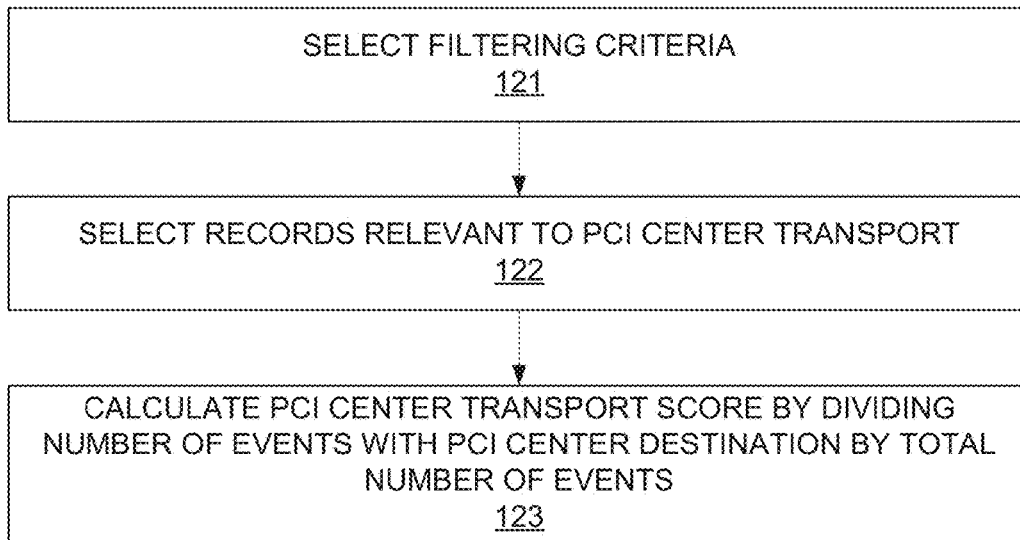 SELECT FILTERING CRITERIA
121
SELECT RECORDS RELEVANT TO PCI CENTER TRANSPORT
122
CALCULATE PCI CENTER TRANSPORT SCORE BY DIVIDING
NUMBER OF EVENTS WITH PCI CENTER DESTINATION BY TOTAL
NUMBER OF EVENTS
123